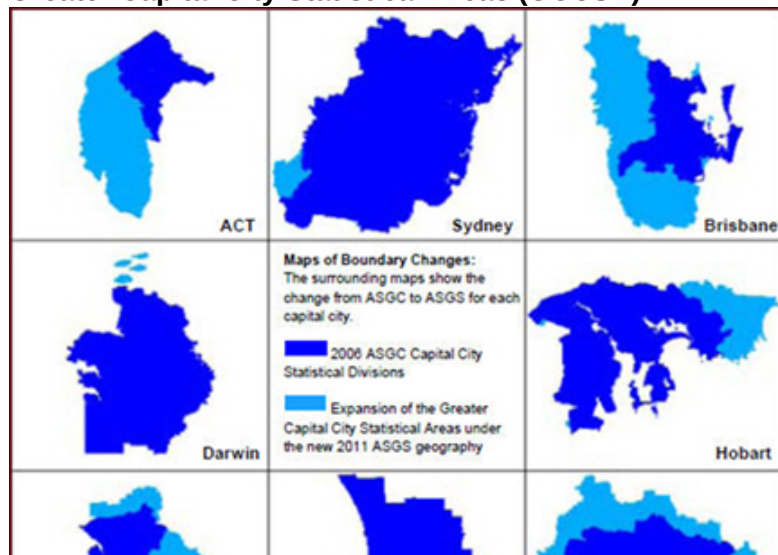 ACT
Sydney
Brisbane
Maps of Boundary Changes:
The surrounding maps show the
change from ASGC to ASGS for each
capital city.
2006 ASGC Capital City
Statistical Divisions
Expansion of the Greater
Capital City Statistical Areas under
the new 2011 ASGS geography
Darwin
Hobart